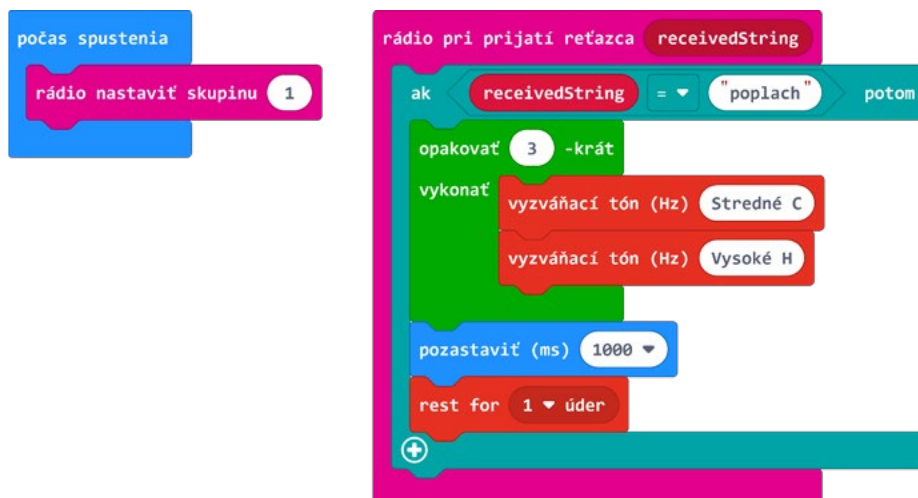 počas spustenia
rádio nastaviť skupinu 1
rádio pri prijatí reťazca receivedString
ak receivedString = "poplach" potom
opakovať 3 -krát
vykonať
vyzváňací tón (Hz) Stredné C
vyzváňací tón (Hz) Vysoké H
pozastaviť (ms) 1000
rest for 1 úder